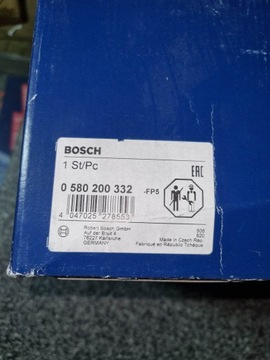 BOSCH
1 St/Pc
EAC
0 580 200 332 -FP5
4 047025 278553
Robert Bosch GmbH
Auf der Breit 4
76227 Karlsruhe
GERMANY
Made in Czech Rep.
Fabriqué en République Tchèque